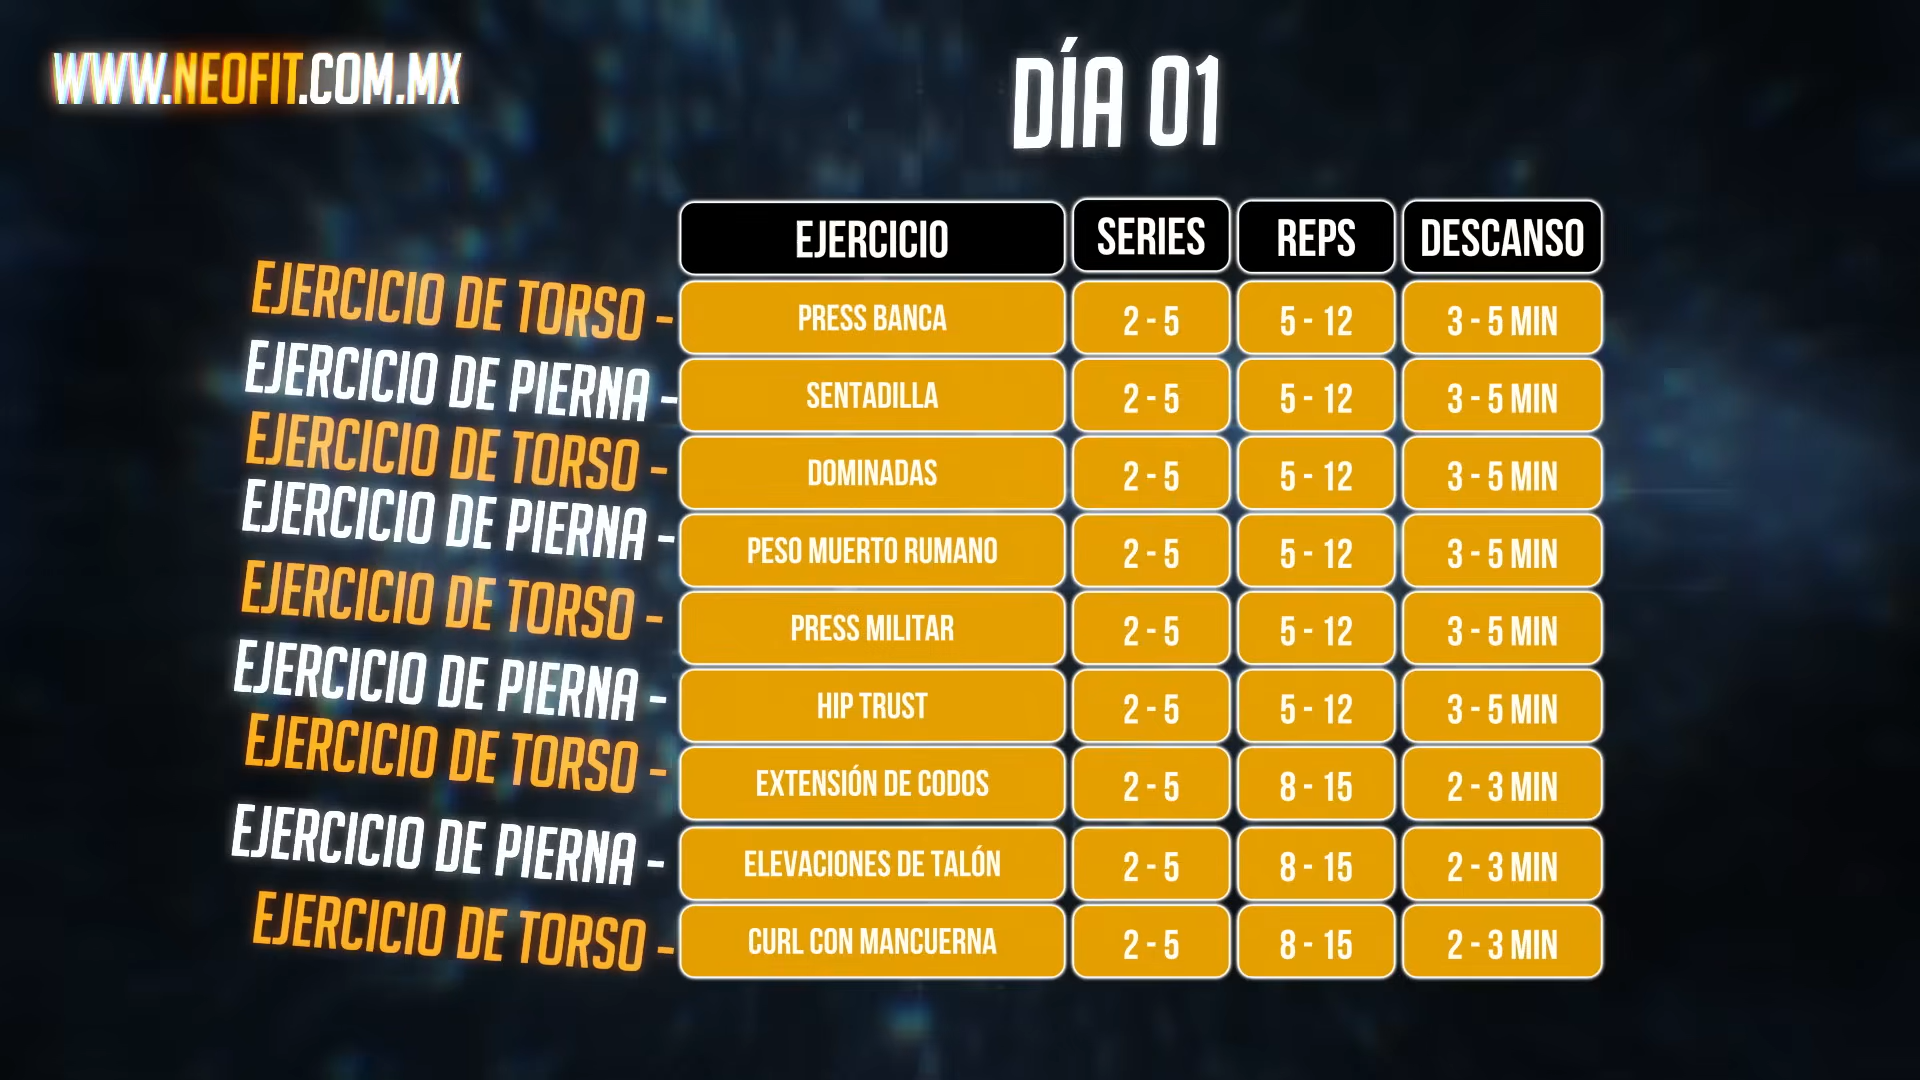 WWW.NEOFIT.COM.MX
DÍA 01
EJERCICIO SERIES REPS DESCANSO
EJERCICIO DE TORSO - PRESS BANCA 2 - 5 5 - 12 3 - 5 MIN
EJERCICIO DE PIERNA - SENTADILLA 2 - 5 5 - 12 3 - 5 MIN
EJERCICIO DE TORSO - DOMINADAS 2 - 5 5 - 12 3 - 5 MIN
EJERCICIO DE PIERNA - PESO MUERTO RUMANO 2 - 5 5 - 12 3 - 5 MIN
EJERCICIO DE TORSO - PRESS MILITAR 2 - 5 5 - 12 3 - 5 MIN
EJERCICIO DE PIERNA - HIP TRUST 2 - 5 5 - 12 3 - 5 MIN
EJERCICIO DE TORSO - EXTENSIÓN DE CODOS 2 - 5 8 - 15 2 - 3 MIN
EJERCICIO DE PIERNA - ELEVACIONES DE TALÓN 2 - 5 8 - 15 2 - 3 MIN
EJERCICIO DE TORSO - CURL CON MANCUERNA 2 - 5 8 - 15 2 - 3 MIN